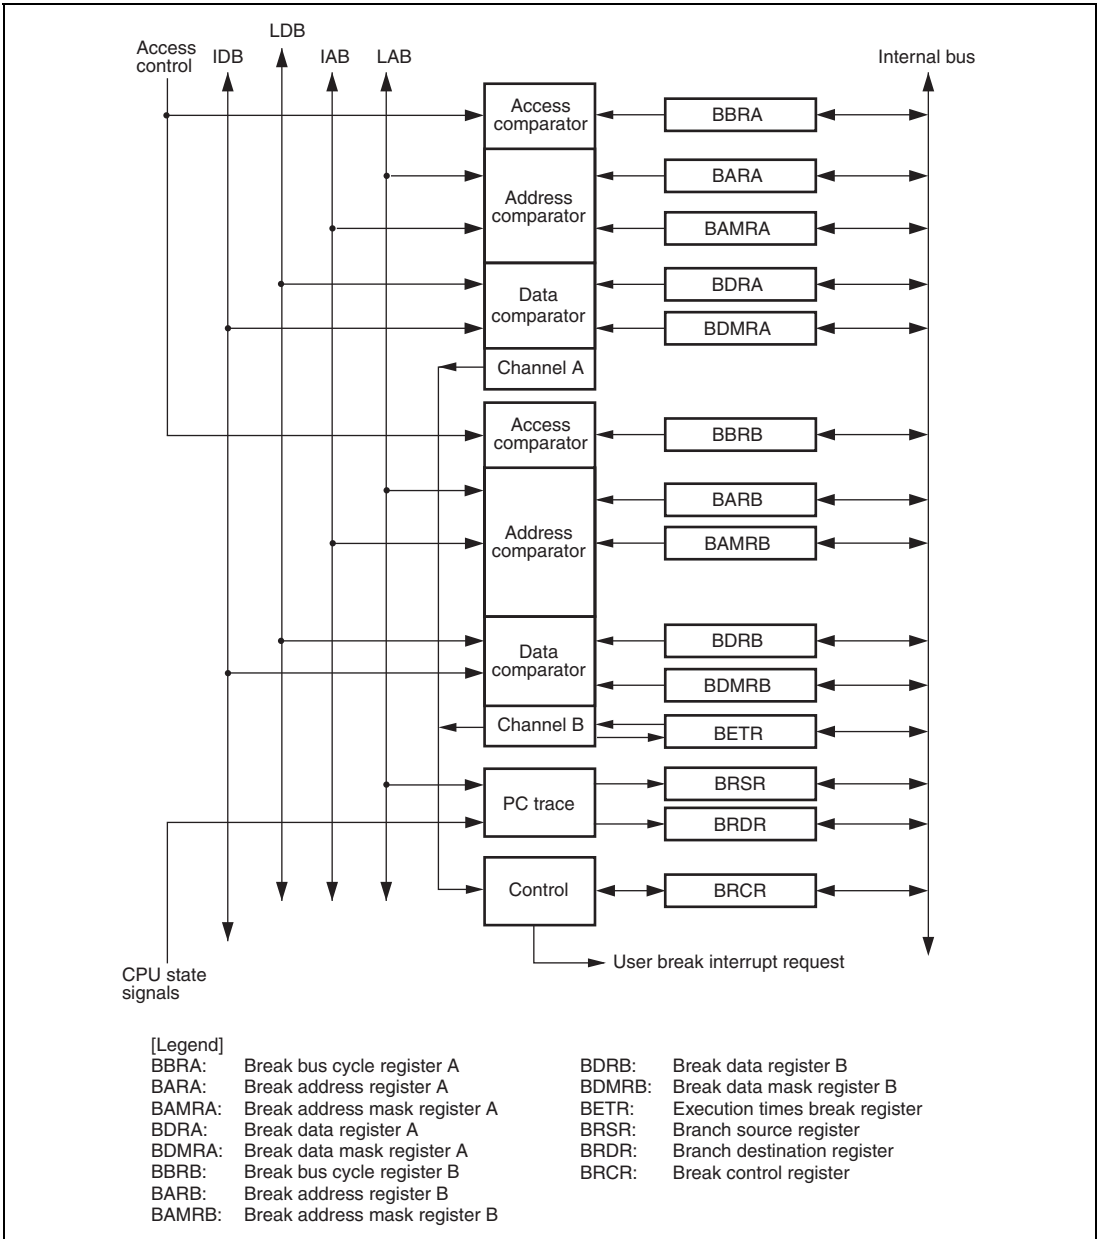 LDB
Access
control
IDB
IAB
LAB
Internal bus
Access
comparator
BBRA
Address
comparator
BARA
BAMRA
Data
comparator
BDRA
BDMRA
Channel A
Access
comparator
BBRB
Address
comparator
BARB
BAMRB
Data
comparator
BDRB
BDMRB
Channel B
BETR
PC trace
BRSR
BRDR
Control
BRCR
User break interrupt request
CPU state
signals
[Legend]
BBRA: Break bus cycle register A
BARA: Break address register A
BAMRA: Break address mask register A
BDRA: Break data register A
BDMRA: Break data mask register A
BBRB: Break bus cycle register B
BARB: Break address register B
BAMRB: Break address mask register B
BDRB: Break data register B
BDMRB: Break data mask register B
BETR: Execution times break register
BRSR: Branch source register
BRDR: Branch destination register
BRCR: Break control register